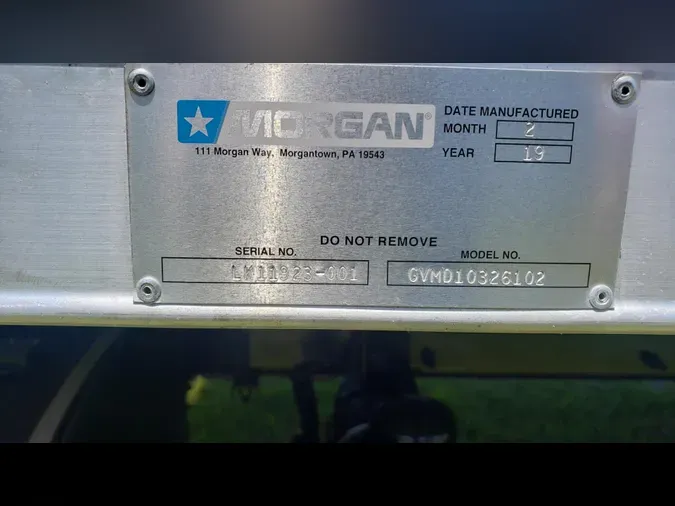 MORGAN®
111 Morgan Way, Morgantown, PA 19543
DATE MANUFACTURED
MONTH 2
YEAR 19
DO NOT REMOVE
SERIAL NO.
MODEL NO.
GVMD10326102